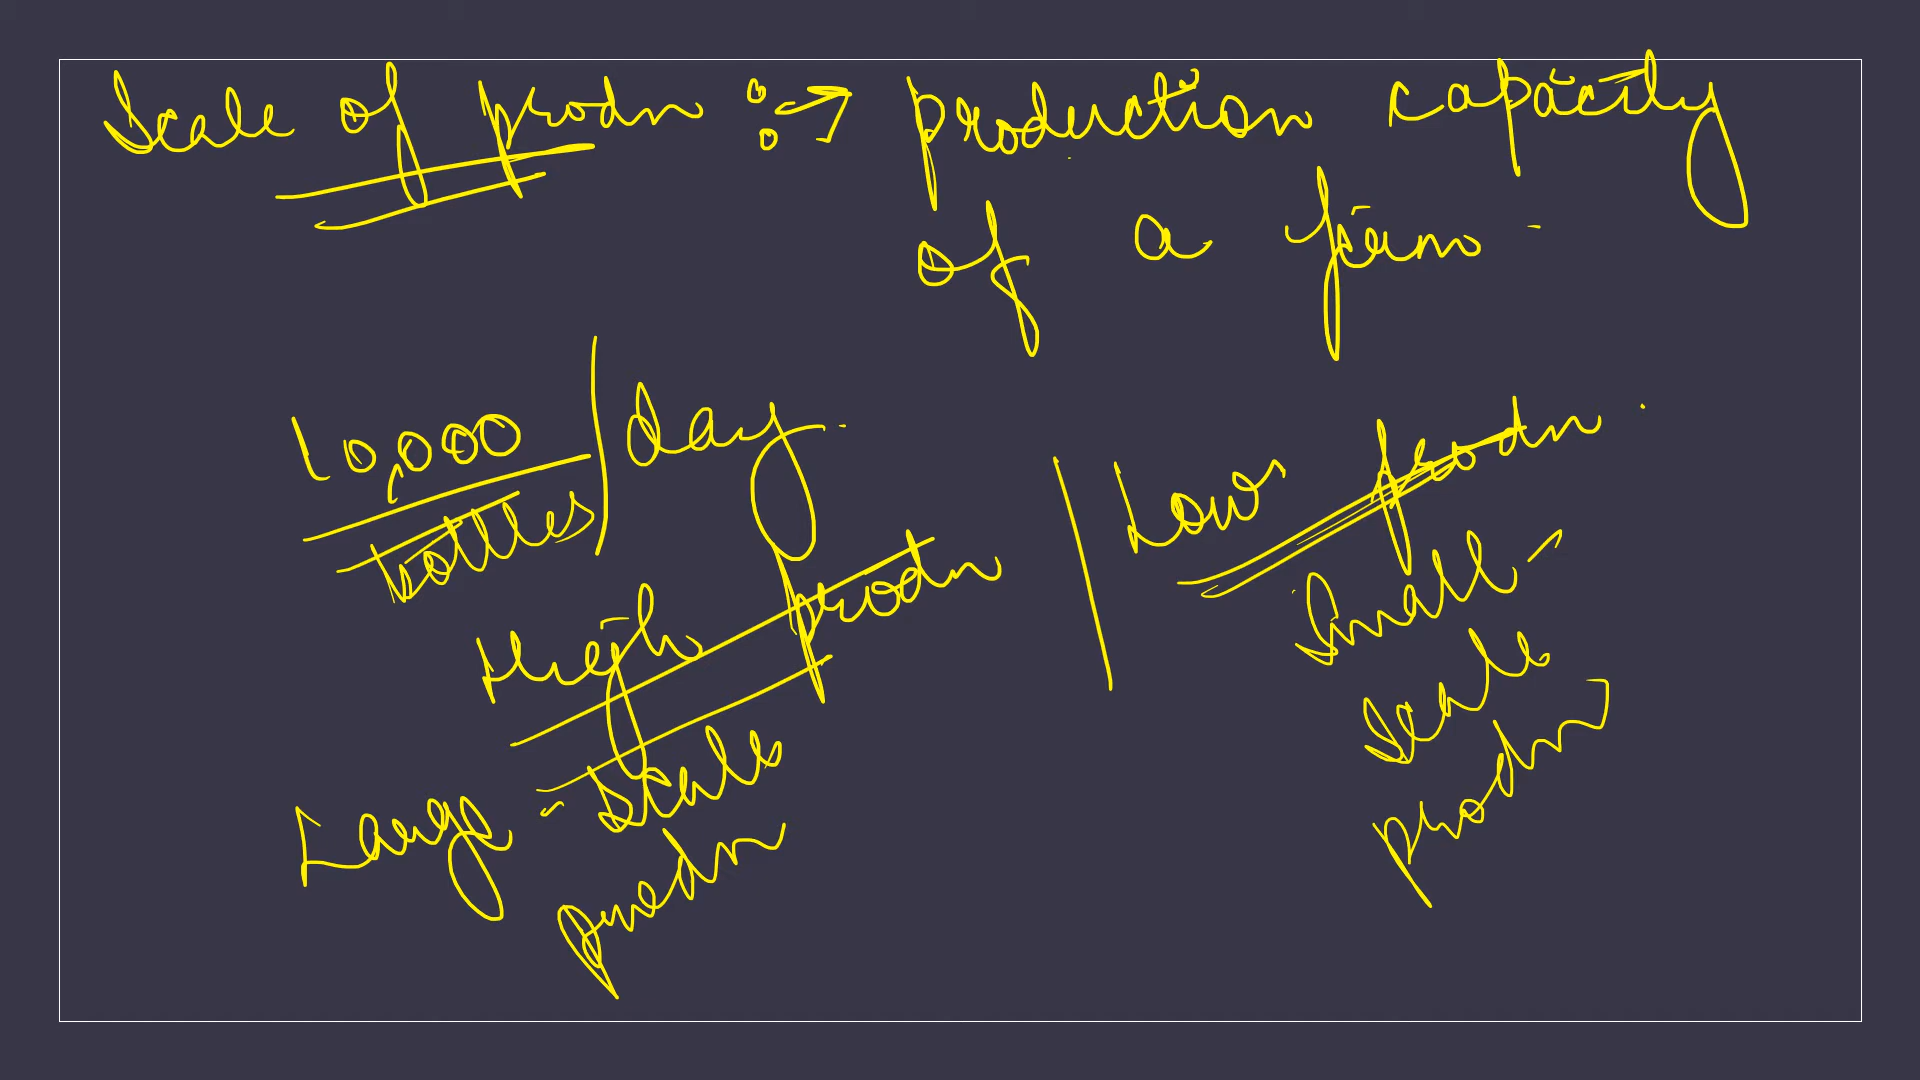 Scale of prodn :→ production capacity
of a firm.
10,000 / day.
bottles
High prodn | Low prodn.
Large - Scale
prodn
Small -
Scale
prodn